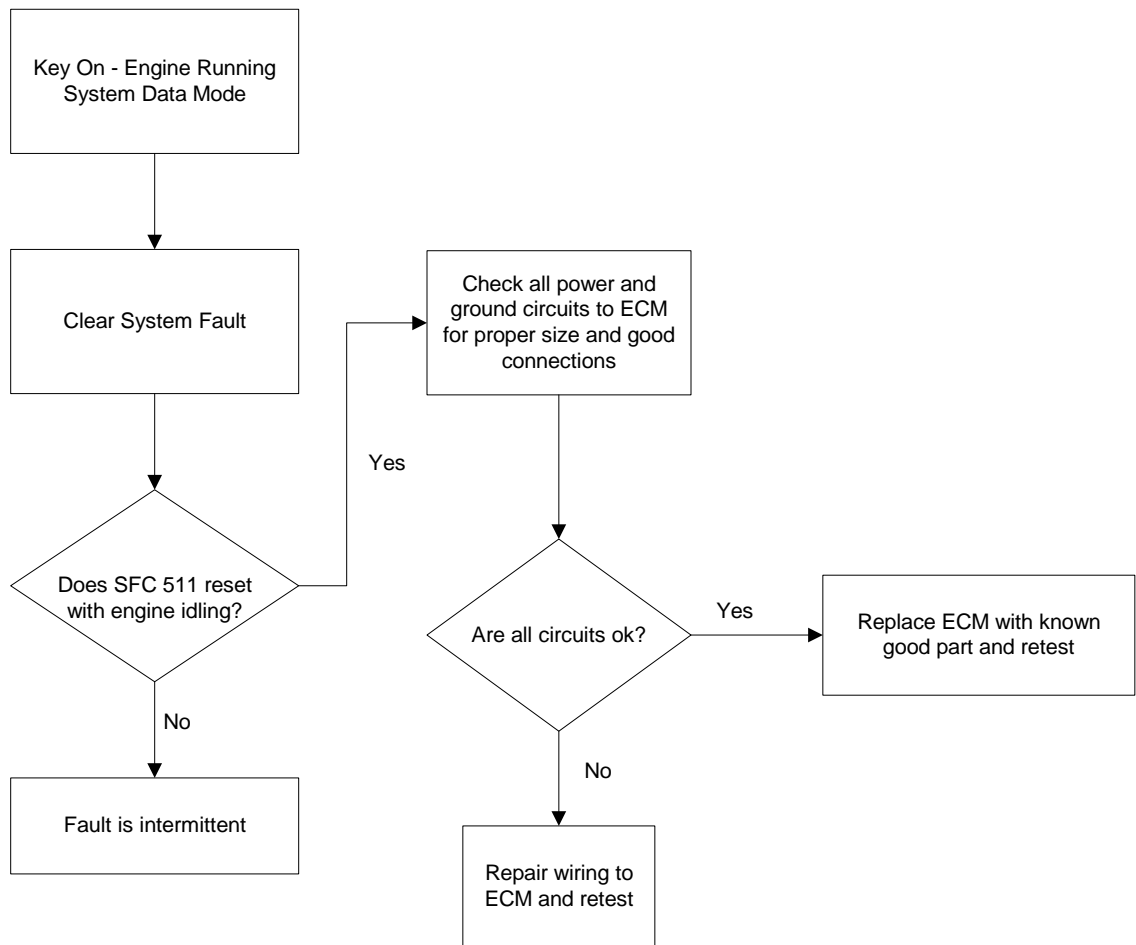 Key On - Engine Running
System Data Mode
Clear System Fault
Check all power and
ground circuits to ECM
for proper size and good
connections
Yes
Does SFC 511 reset
with engine idling?
Are all circuits ok?
Yes
Replace ECM with known
good part and retest
No
Fault is intermittent
No
Repair wiring to
ECM and retest